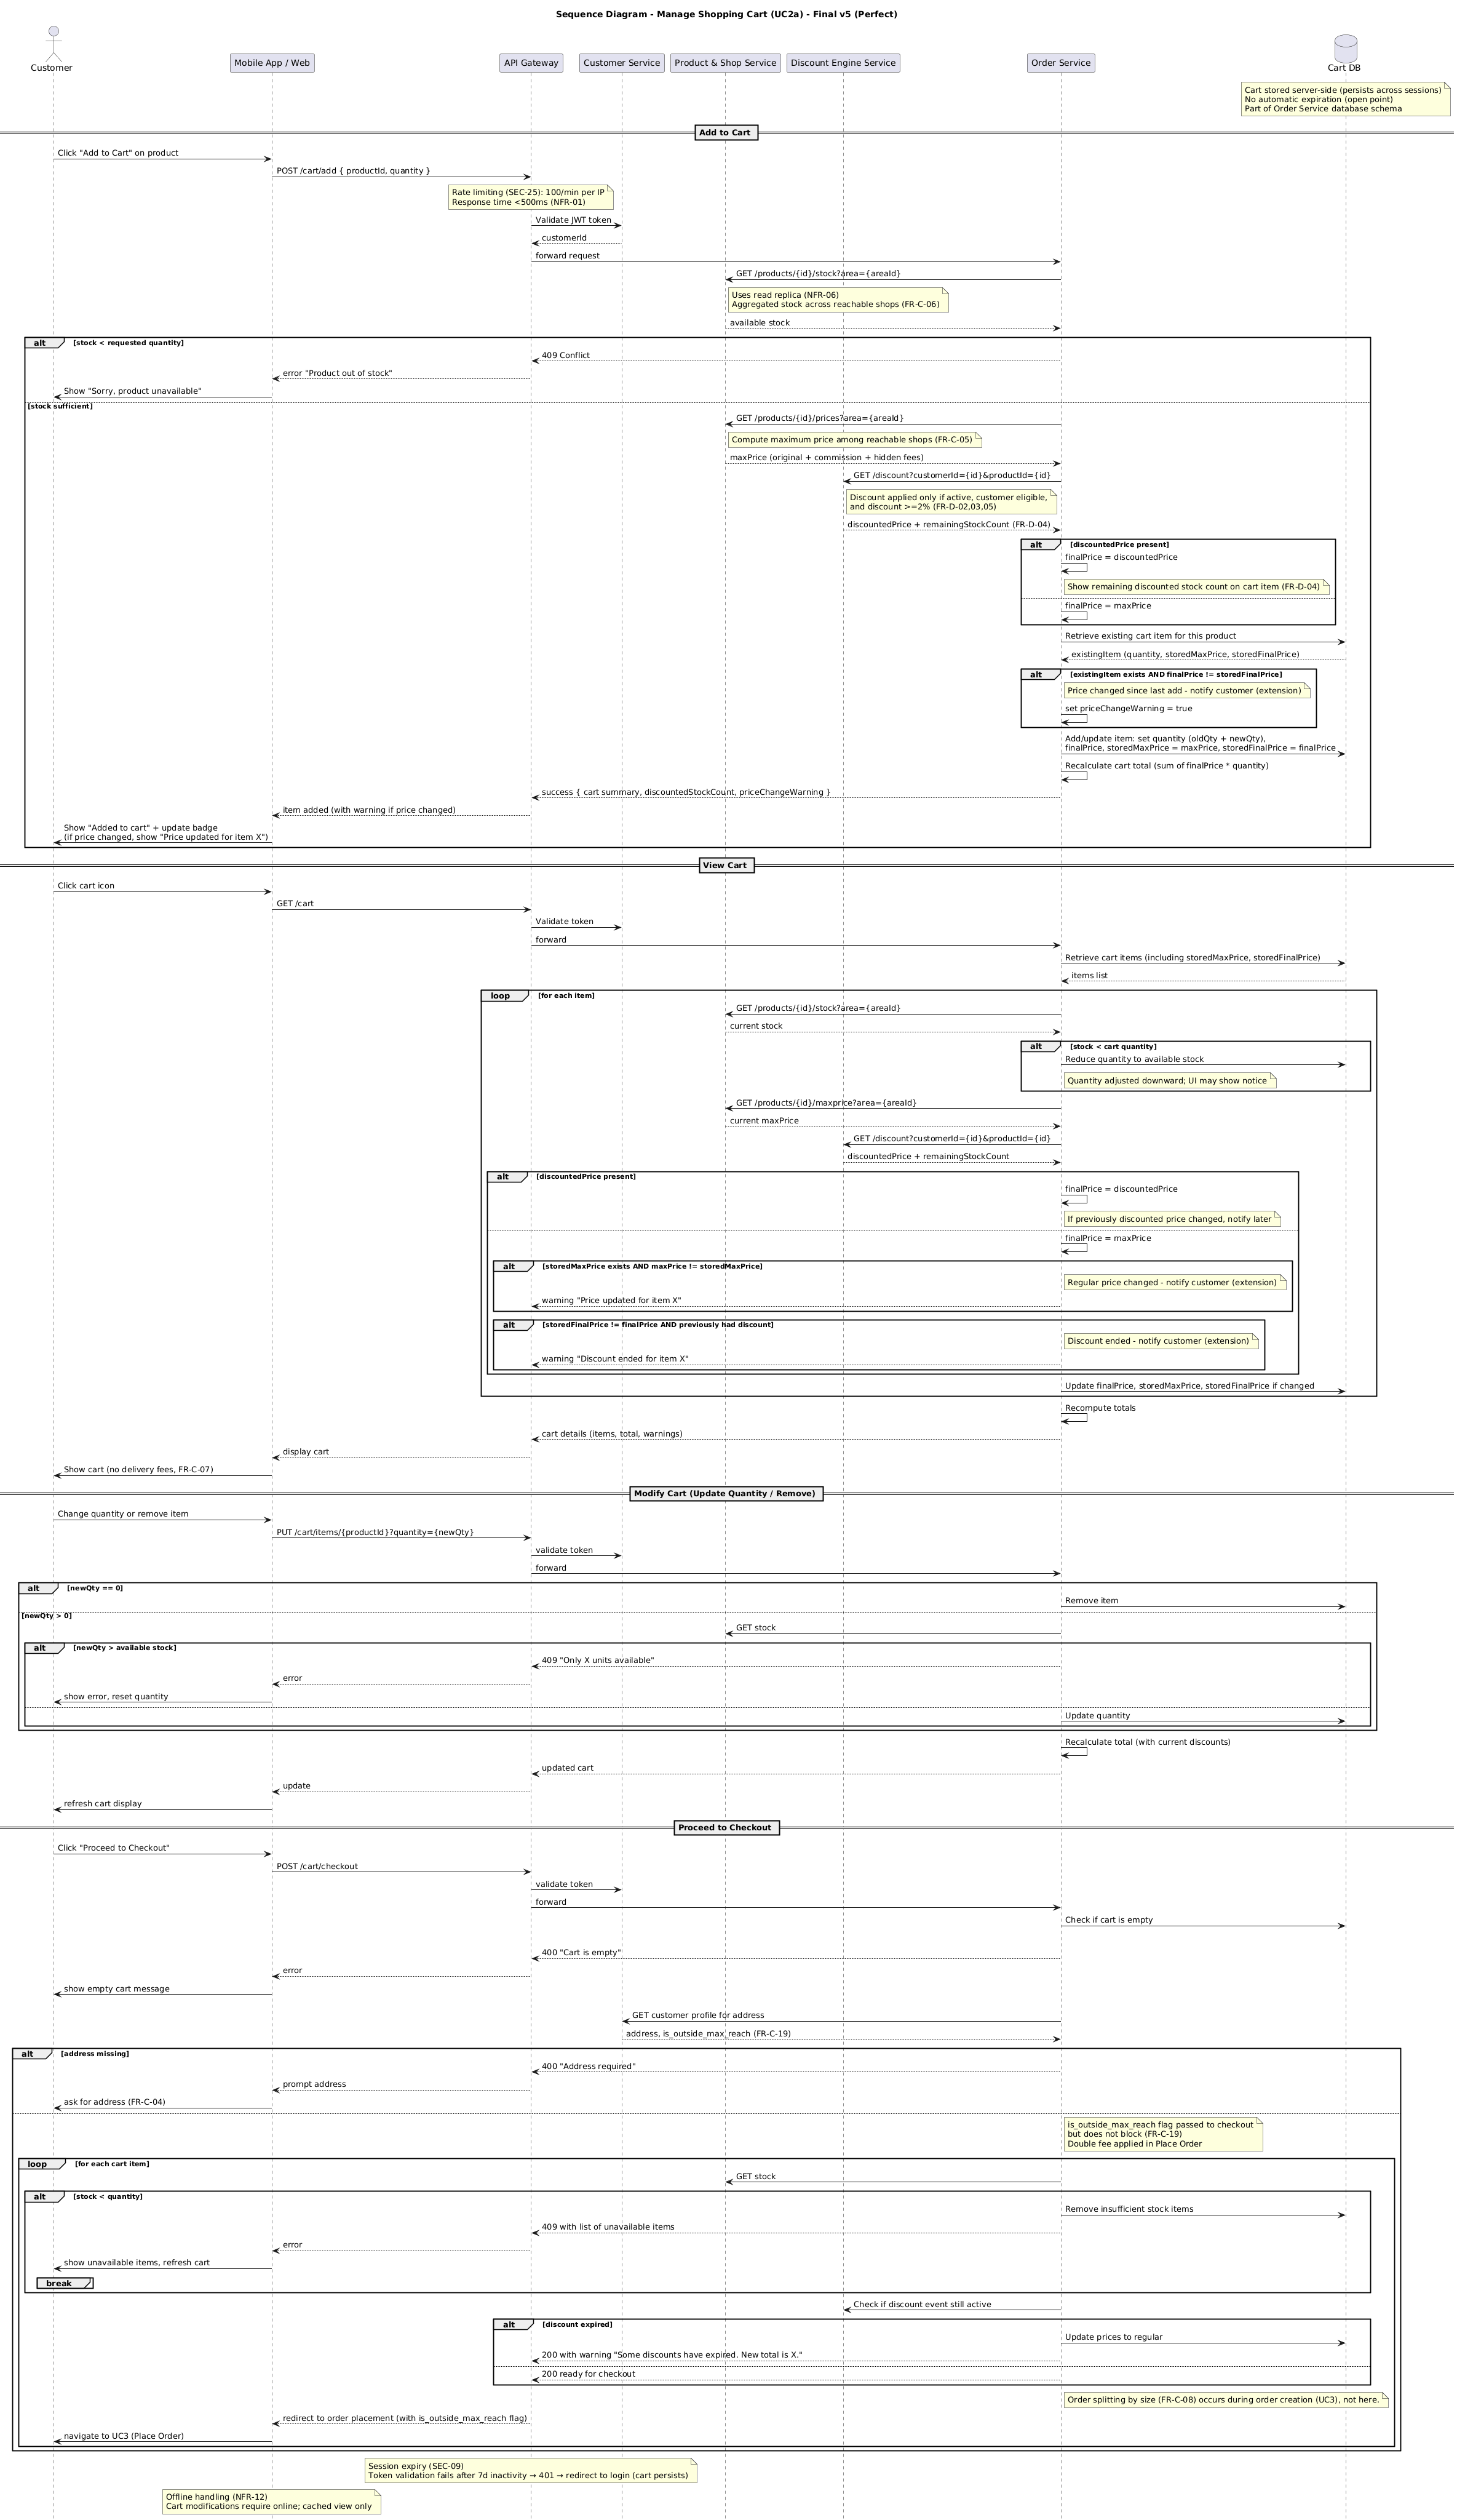 Sequence Diagram - Manage Shopping Cart (UC2a) - Final v5 (Perfect)
Customer
Mobile App / Web
API Gateway
Customer Service
Product & Shop Service
Discount Engine Service
Order Service
Cart DB
Cart stored server-side (persists across sessions)
No automatic expiration (open point)
Part of Order Service database schema
Add to Cart
Click "Add to Cart" on product
POST /cart/add { productId, quantity }
Rate limiting (SEC-25): 100/min per IP
Response time <500ms (NFR-01)
Validate JWT token
customerId
forward request
GET /products/{id}/stock?area={areaId}
Uses read replica (NFR-06)
Aggregated stock across reachable shops (FR-C-06)
available stock
alt [stock < requested quantity]
409 Conflict
error "Product out of stock"
Show "Sorry, product unavailable"
[stock sufficient]
GET /products/{id}/prices?area={areaId}
Compute maximum price among reachable shops (FR-C-05)
maxPrice (original + commission + hidden fees)
GET /discount?customerId={id}&productId={id}
Discount applied only if active, customer eligible,
and discount >=2% (FR-D-02,03,05)
discountedPrice + remainingStockCount (FR-D-04)
alt [discountedPrice present]
finalPrice = discountedPrice
Show remaining discounted stock count on cart item (FR-D-04)
finalPrice = maxPrice
Retrieve existing cart item for this product
existingItem (quantity, storedMaxPrice, storedFinalPrice)
alt [existingItem exists AND finalPrice != storedFinalPrice]
Price changed since last add - notify customer (extension)
set priceChangeWarning = true
Add/update item: set quantity (oldQty + newQty),
finalPrice, storedMaxPrice = maxPrice, storedFinalPrice = finalPrice
Recalculate cart total (sum of finalPrice * quantity)
success { cart summary, discountedStockCount, priceChangeWarning }
item added (with warning if price changed)
Show "Added to cart" + update badge
(if price changed, show "Price updated for item X")
View Cart
Click cart icon
GET /cart
Validate token
forward
Retrieve cart items (including storedMaxPrice, storedFinalPrice)
items list
loop [for each item]
GET /products/{id}/stock?area={areaId}
current stock
alt [stock < cart quantity]
Reduce quantity to available stock
Quantity adjusted downward; UI may show notice
GET /products/{id}/maxprice?area={areaId}
current maxPrice
GET /discount?customerId={id}&productId={id}
discountedPrice + remainingStockCount
alt [discountedPrice present]
finalPrice = discountedPrice
If previously discounted price changed, notify later
finalPrice = maxPrice
alt [storedMaxPrice exists AND maxPrice != storedMaxPrice]
Regular price changed - notify customer (extension)
warning "Price updated for item X"
alt [storedFinalPrice != finalPrice AND previously had discount]
Discount ended - notify customer (extension)
warning "Discount ended for item X"
Update finalPrice, storedMaxPrice, storedFinalPrice if changed
Recompute totals
cart details (items, total, warnings)
display cart
Show cart (no delivery fees, FR-C-07)
Modify Cart (Update Quantity / Remove)
Change quantity or remove item
PUT /cart/items/{productId}?quantity={newQty}
validate token
forward
alt [newQty == 0]
Remove item
[newQty > 0]
GET stock
alt [newQty > available stock]
409 "Only X units available"
error
show error, reset quantity
Update quantity
Recalculate total (with current discounts)
updated cart
update
refresh cart display
Proceed to Checkout
Click "Proceed to Checkout"
POST /cart/checkout
validate token
forward
Check if cart is empty
400 "Cart is empty"
error
show empty cart message
GET customer profile for address
address, is_outside_max_reach (FR-C-19)
alt [address missing]
400 "Address required"
prompt address
ask for address (FR-C-04)
is_outside_max_reach flag passed to checkout
but does not block (FR-C-19)
Double fee applied in Place Order
loop [for each cart item]
GET stock
alt [stock < quantity]
Remove insufficient stock items
409 with list of unavailable items
error
show unavailable items, refresh cart
break
Check if discount event still active
alt [discount expired]
Update prices to regular
200 with warning "Some discounts have expired. New total is X."
200 ready for checkout
Order splitting by size (FR-C-08) occurs during order creation (UC3), not here.
redirect to order placement (with is_outside_max_reach flag)
navigate to UC3 (Place Order)
Session expiry (SEC-09)
Token validation fails after 7d inactivity → 401 → redirect to login (cart persists)
Offline handling (NFR-12)
Cart modifications require online; cached view only